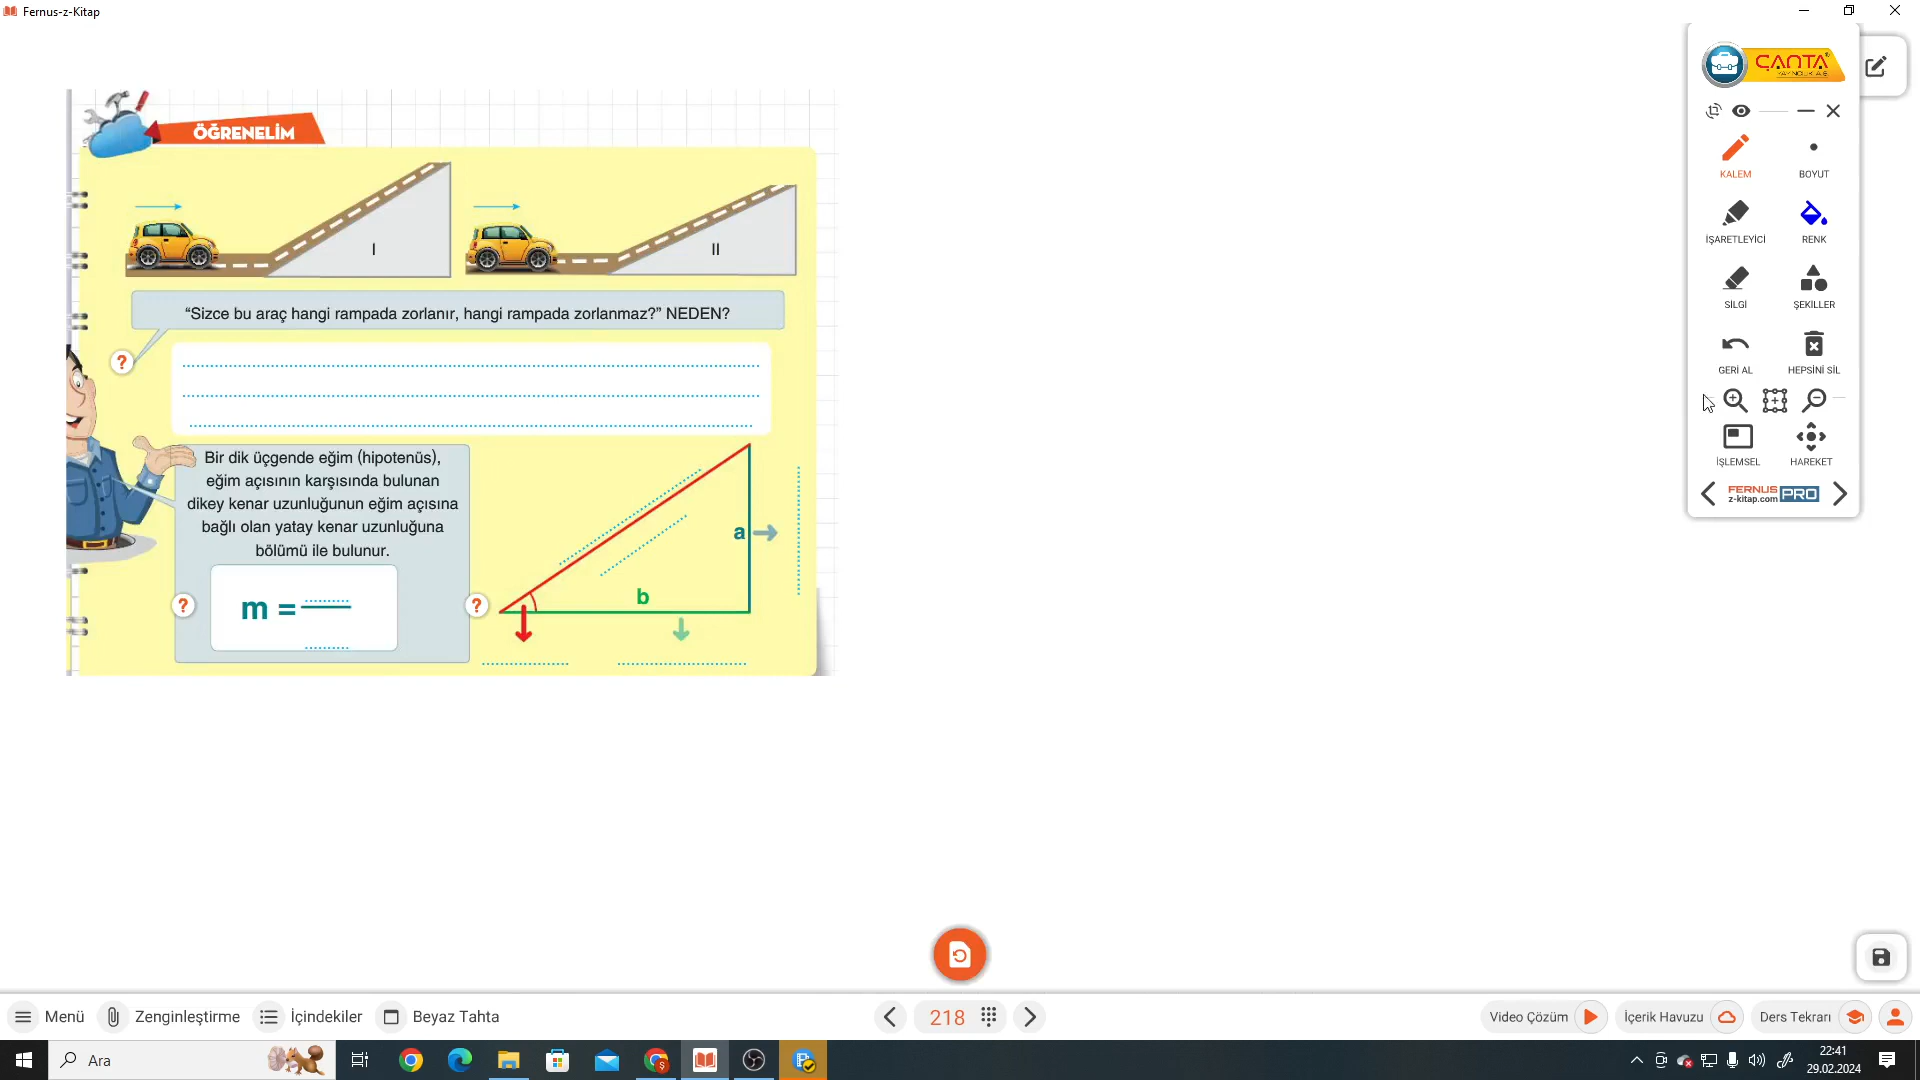 Fernus-z-Kitap
ÇANTA
YAYINCILIK A.Ş.
ÖĞRENELİM
I
II
“Sizce bu araç hangi rampada zorlanır, hangi rampada zorlanmaz?” NEDEN?
?
Bir dik üçgende eğim (hipotenüs),
eğim açısının karşısında bulunan
dikey kenar uzunluğunun eğim açısına
bağlı olan yatay kenar uzunluğuna
bölümü ile bulunur.
? m =
?
a
b
KALEM
BOYUT
İŞARETLEYİCİ
RENK
SİLGİ
ŞEKİLLER
GERİ AL
HEPSİNİ SİL
İŞLEMSEL
HAREKET
FERNUS
z-kitap.com PRO
Menü
Zenginleştirme
İçindekiler
Beyaz Tahta
218
Video Çözüm
İçerik Havuzu
Ders Tekrarı
Ara
22:41
29.02.2024